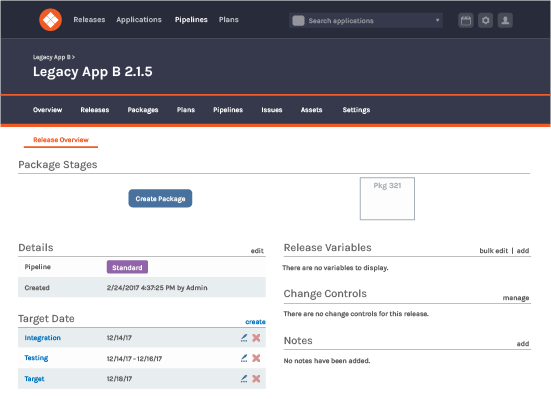 Releases Applications Pipelines Plans Search applications
Legacy App B >
Legacy App B 2.1.5
Overview Releases Packages Plans Pipelines Issues Assets Settings
Release Overview
Package Stages
Create Package
Pkg 321
Details edit
Pipeline Standard
Created 2/24/2017 4:37:25 PM by Admin
Target Date create
Integration 12/14/17
Testing 12/14/17 - 12/16/17
Target 12/18/17
Release Variables bulk edit | add
There are no variables to display.
Change Controls manage
There are no change controls for this release.
Notes add
No notes have been added.